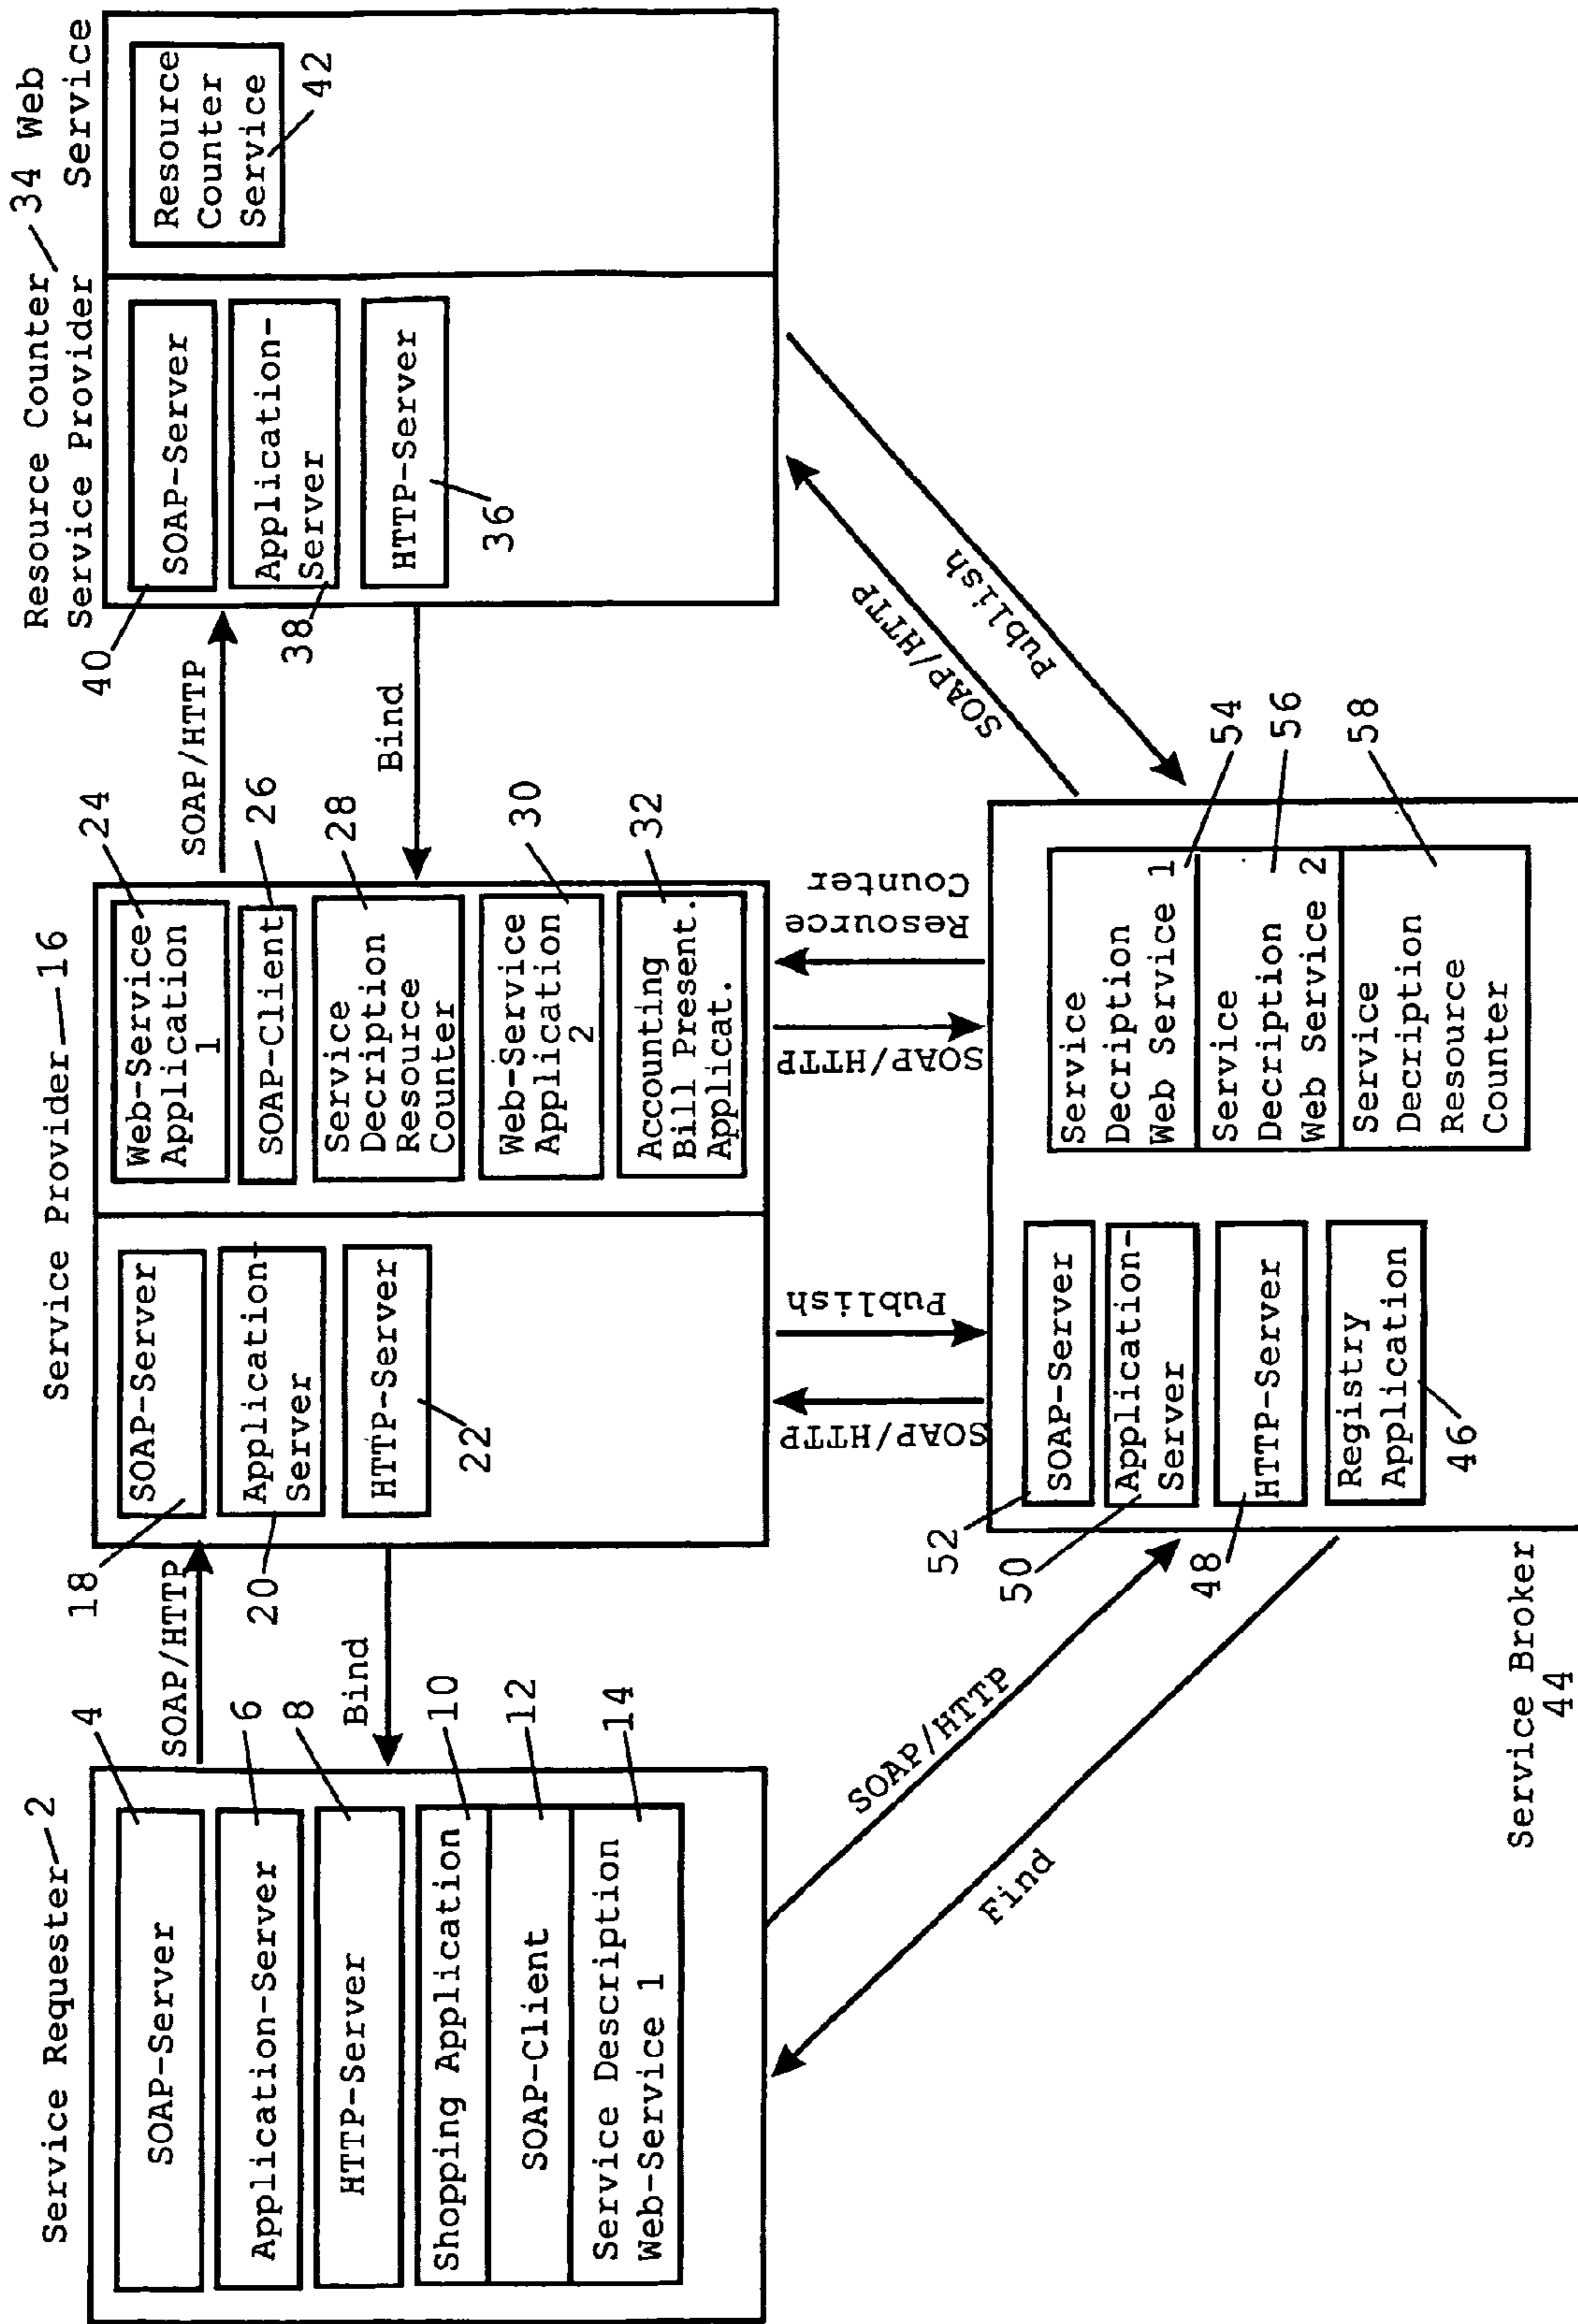 Service Requester 2
SOAP-Server
4
Application-Server
6
HTTP-Server
8
Shopping Application
10
SOAP-Client
12
Service Description
Web-Service 1
14
SOAP/HTTP
Bind
Service Provider 16
SOAP-Server
18
Application-
Server
20
HTTP-Server
22
Web-Service
Application
1
24
SOAP-Client
26
Service
Decription
Resource
Counter
28
Web-Service
Application
2
30
Accounting
Bill Present.
Applicat.
32
SOAP/HTTP
Bind
Resource Counter 34 Web
Service Provider Service
SOAP-Server
40
Application-
Server
38
HTTP-Server
36
Resource
Counter
Service
42
SOAP/HTTP
Find
SOAP/HTTP
Publish
SOAP/HTTP
Resource
Counter
SOAP/HTTP
Publish
SOAP-Server
52
Application-
Server
50
HTTP-Server
48
Registry
Application
46
Service
Decription
Web Service 1
54
Service
Decription
Web Service 2
56
Service
Decription
Resource
Counter
58
Service Broker
44